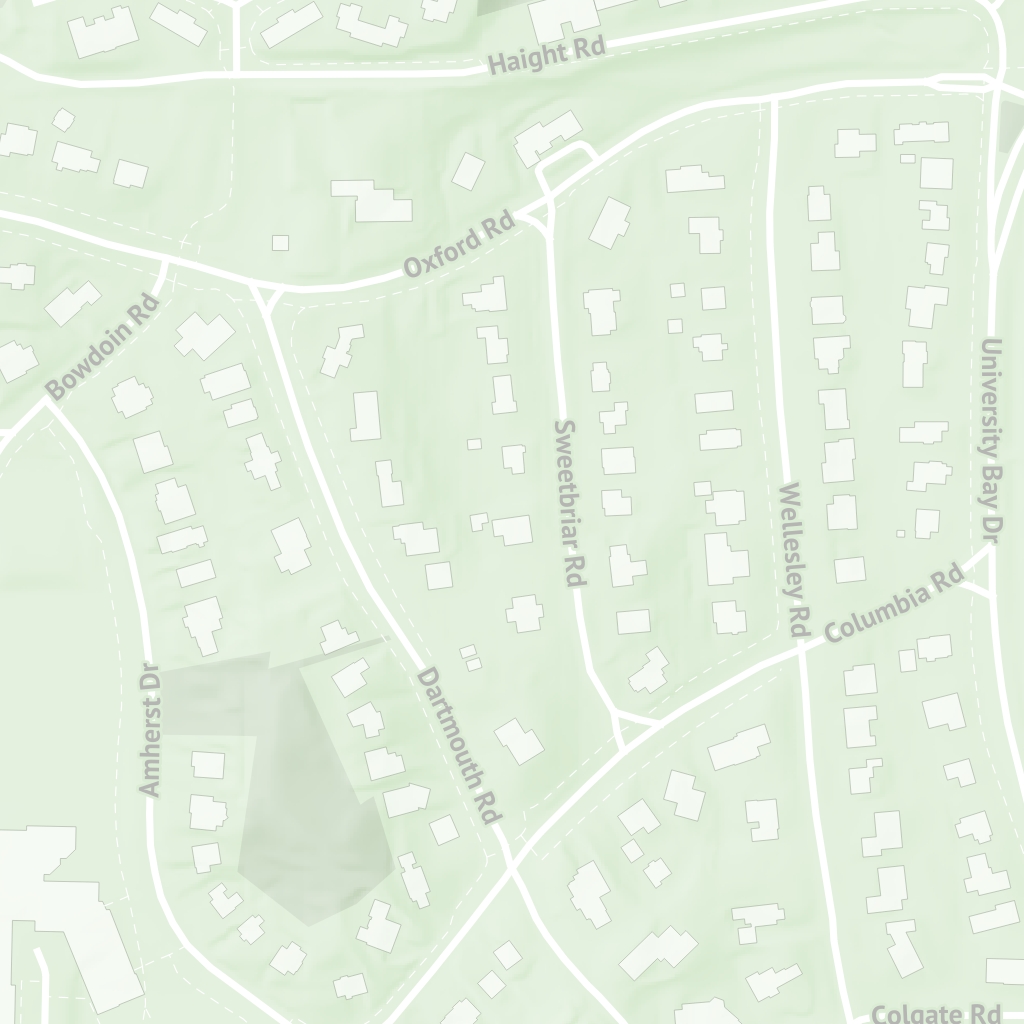 Haight Rd
Oxford Rd
Bowdoin Rd
University Bay Dr
Sweetbriar Rd
Wellesley Rd
Columbia Rd
Amherst Dr
Dartmouth Rd
Colgate Rd